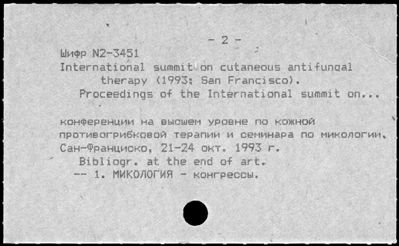 - 2 -
Шифр N2-3451
International summit on cutaneous antifungal
therapy (1993; San Francisco).
Proceedings of the International summit on...
конференции на высшем уровне по кожной
противогрибковой терапии и семинара по микологии,
Сан-Франциско, 21-24 окт. 1993 г.
Bibliogr. at the end of art.
-- 1. МИКОЛОГИЯ - конгрессы.